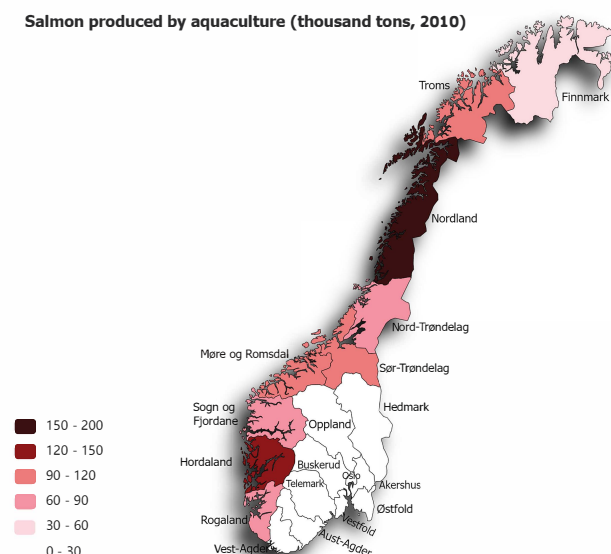 Salmon produced by aquaculture (thousand tons, 2010)
Troms
Finnmark
Nordland
Nord-Trøndelag
Møre og Romsdal
Sør-Trøndelag
Sogn og
Fjordane
Hedmark
Oppland
Hordaland
Buskerud
Oslo
Telemark
Akershus
Østfold
Rogaland
Vestfold
Aust-Agder
Vest-Agder
150 - 200
120 - 150
90 - 120
60 - 90
30 - 60
0 - 30